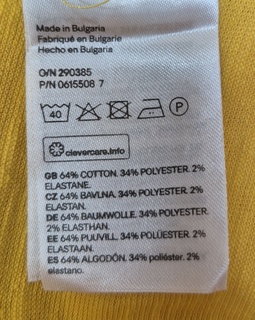 Made in Bulgaria
Fabriqué en Bulgarie
Hecho en Bulgaria
O/N 290385
P/N 0615508 7
40
P
clevercare.info
GB 64% COTTON. 34% POLYESTER. 2%
ELASTANE.
CZ 64% BAVLNA. 34% POLYESTER. 2%
ELASTAN.
DE 64% BAUMWOLLE. 34% POLYESTER.
2% ELASTHAN.
EE 64% PUUVILL. 34% POLÜESTER. 2%
ELASTAAN.
ES 64% ALGODÓN. 34% poliéster. 2%
elastano.